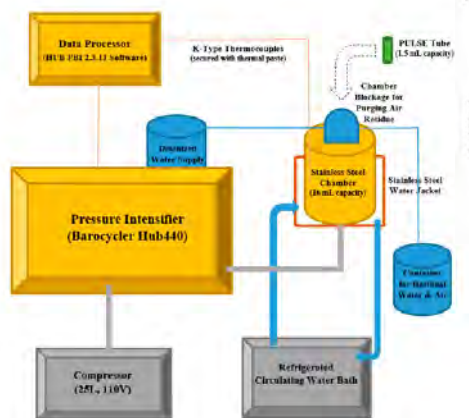 Data Processor
(HUB PBI 2.3.11 Software)
K-Type Thermocouples
(secured with thermal paste)
PULSE Tube
(1.5 mL capacity)
Chamber
Blockage for
Purging Air
Residue
Deionized
Water Supply
Stainless Steel
Chamber
(16 mL capacity)
Stainless Steel
Water Jacket
Pressure Intensifier
(Barocycler Hub440)
Container
for Residual
Water & Air
Compressor
(25L, 110V)
Refrigerated
Circulating Water Bath